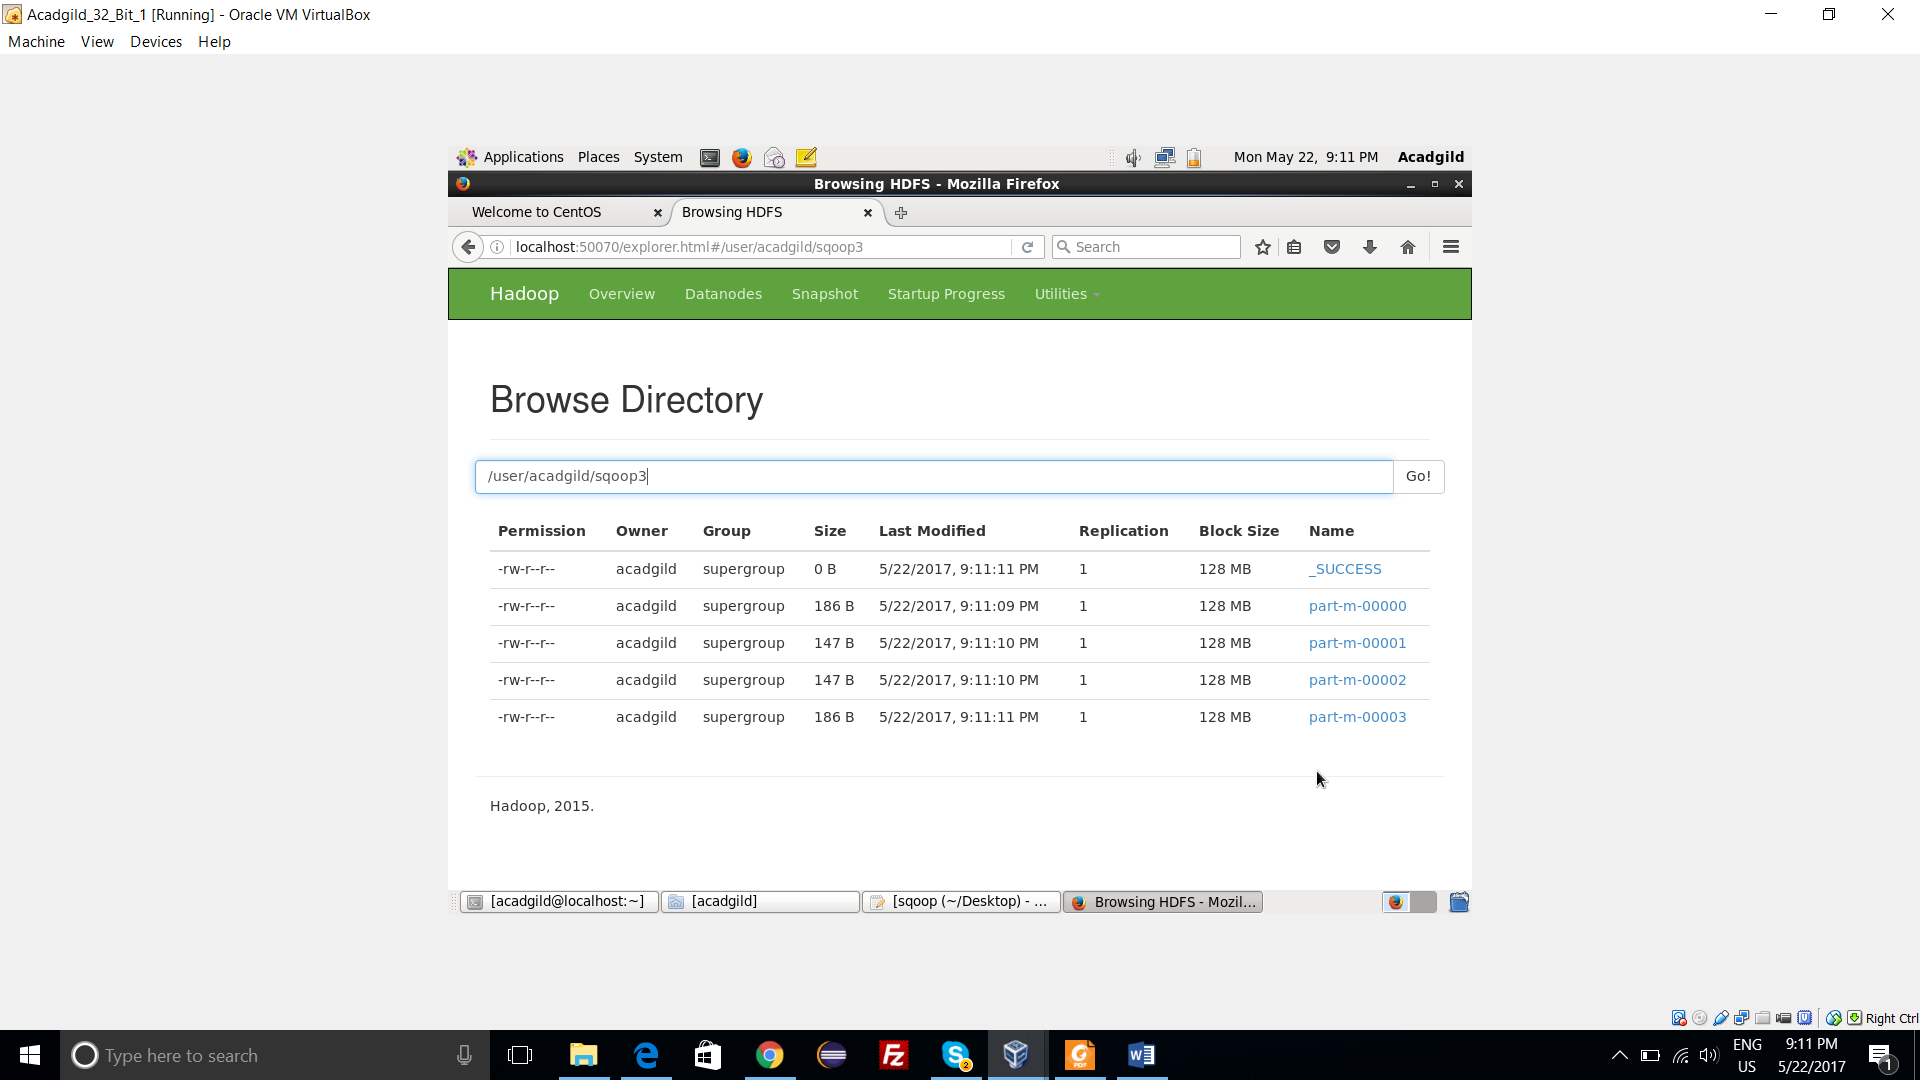 Acadgild_32_Bit_1 [Running] - Oracle VM VirtualBox
Machine View Devices Help
Applications Places System Mon May 22, 9:11 PM Acadgild
Browsing HDFS - Mozilla Firefox
Welcome to CentOS Browsing HDFS
localhost:50070/explorer.html#/user/acadgild/sqoop3 Search
Hadoop Overview Datanodes Snapshot Startup Progress Utilities
Browse Directory
/user/acadgild/sqoop3 Go!
Permission Owner Group Size Last Modified Replication Block Size Name
-rw-r--r-- acadgild supergroup 0 B 5/22/2017, 9:11:11 PM 1 128 MB _SUCCESS
-rw-r--r-- acadgild supergroup 186 B 5/22/2017, 9:11:09 PM 1 128 MB part-m-00000
-rw-r--r-- acadgild supergroup 147 B 5/22/2017, 9:11:10 PM 1 128 MB part-m-00001
-rw-r--r-- acadgild supergroup 147 B 5/22/2017, 9:11:10 PM 1 128 MB part-m-00002
-rw-r--r-- acadgild supergroup 186 B 5/22/2017, 9:11:11 PM 1 128 MB part-m-00003
Hadoop, 2015.
[acadgild@localhost:~] [acadgild] [sqoop (~/Desktop) - ... Browsing HDFS - Mozil...
Right Ctrl
Type here to search
ENG 9:11 PM
US 5/22/2017